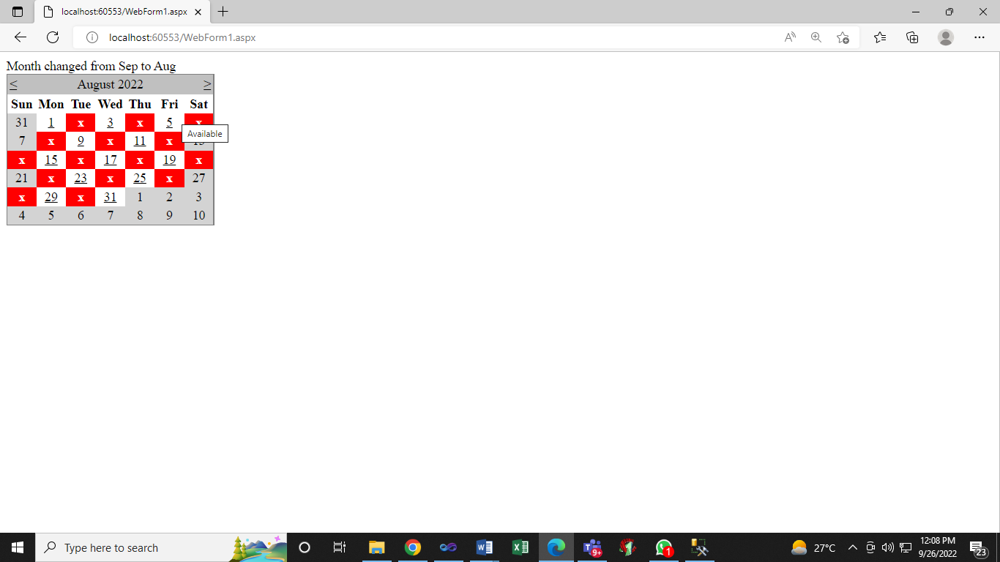 localhost:60553/WebForm1.aspx
localhost:60553/WebForm1.aspx
Month changed from Sep to Aug
< August 2022 >
Sun Mon Tue Wed Thu Fri Sat
31 1 x 3 x 5 x
Available
7 x 9 x 11 x 13
x 15 x 17 x 19 x
21 x 23 x 25 x 27
x 29 x 31 1 2 3
4 5 6 7 8 9 10
Type here to search
9+
1
27°C
12:08 PM
9/26/2022
23